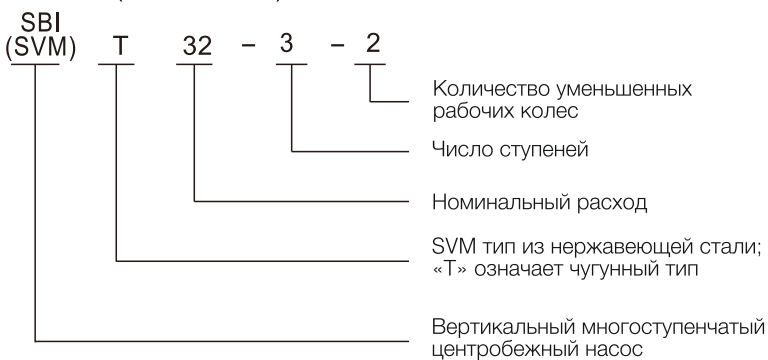 SBI
(SVM) T 32 - 3 - 2
Количество уменьшенных
рабочих колес
Число ступеней
Номинальный расход
SVM тип из нержавеющей стали;
«T» означает чугунный тип
Вертикальный многоступенчатый
центробежный насос